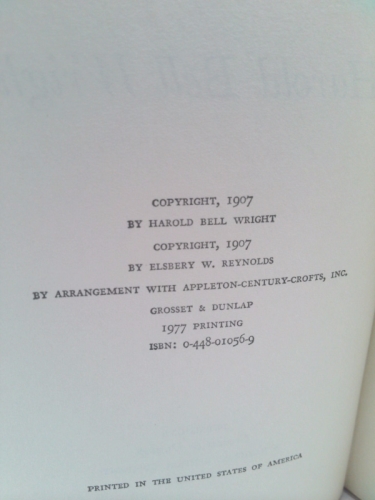 COPYRIGHT, 1907
BY HAROLD BELL WRIGHT
COPYRIGHT, 1907
BY ELSBERY W. REYNOLDS
BY ARRANGEMENT WITH APPLETON-CENTURY-CROFTS, INC.
GROSSET & DUNLAP
1977 PRINTING
ISBN: 0-448-01056-9
PRINTED IN THE UNITED STATES OF AMERICA